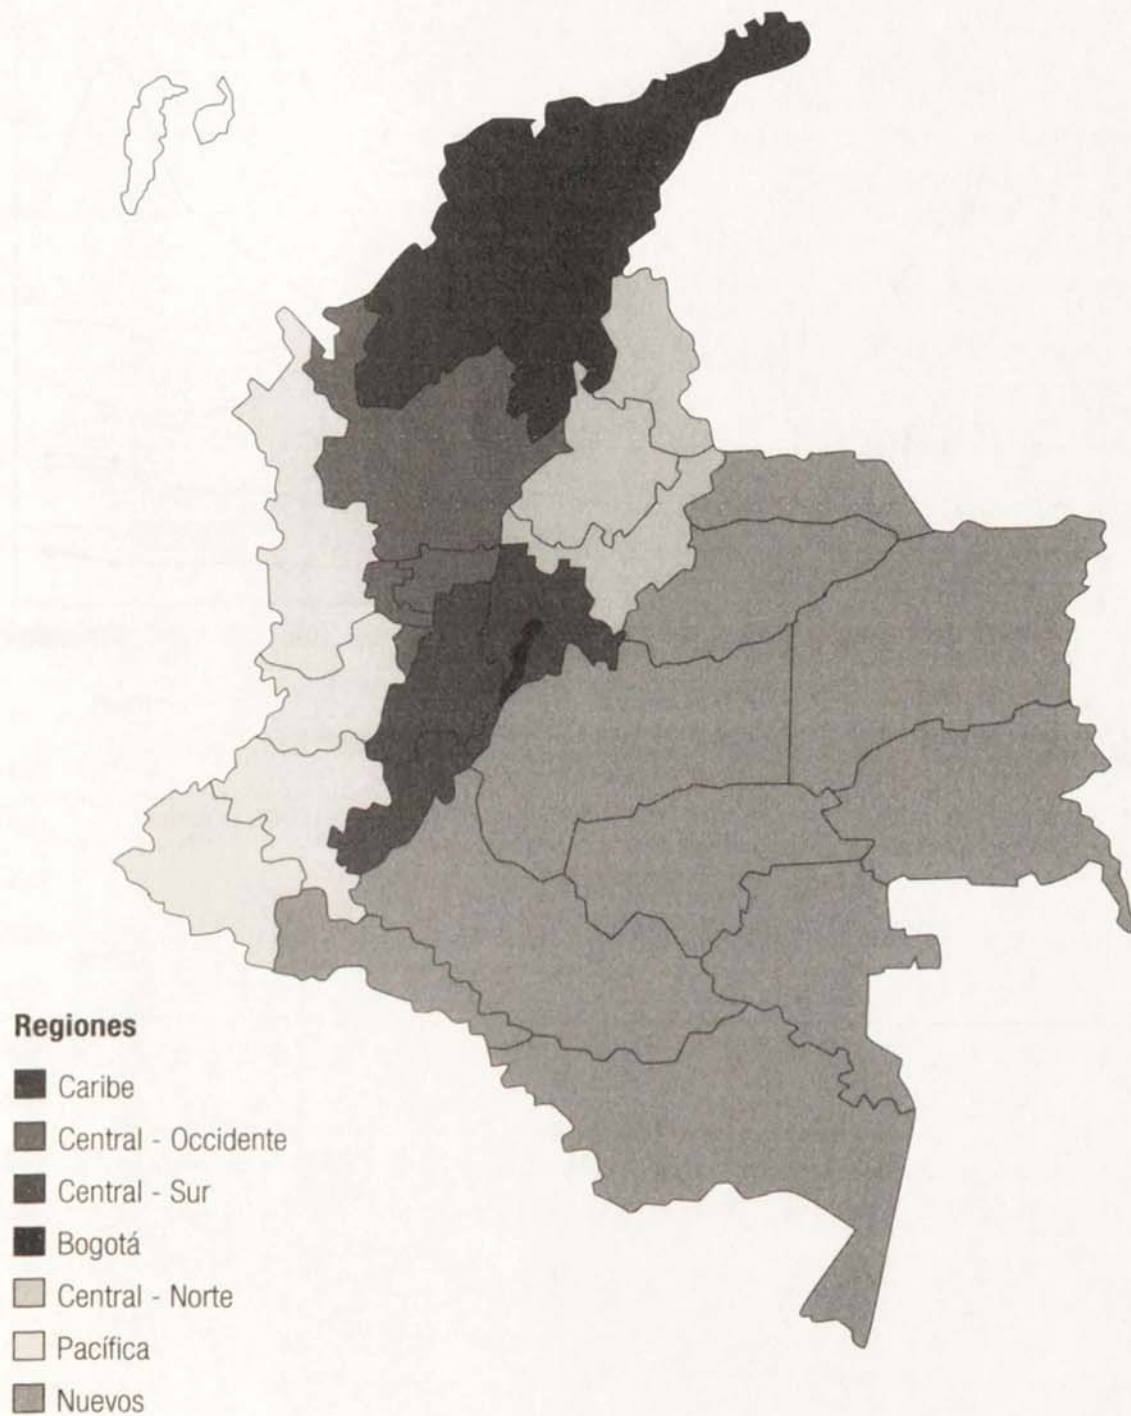 Regiones
Caribe
Central - Occidente
Central - Sur
Bogotá
Central - Norte
Pacífica
Nuevos